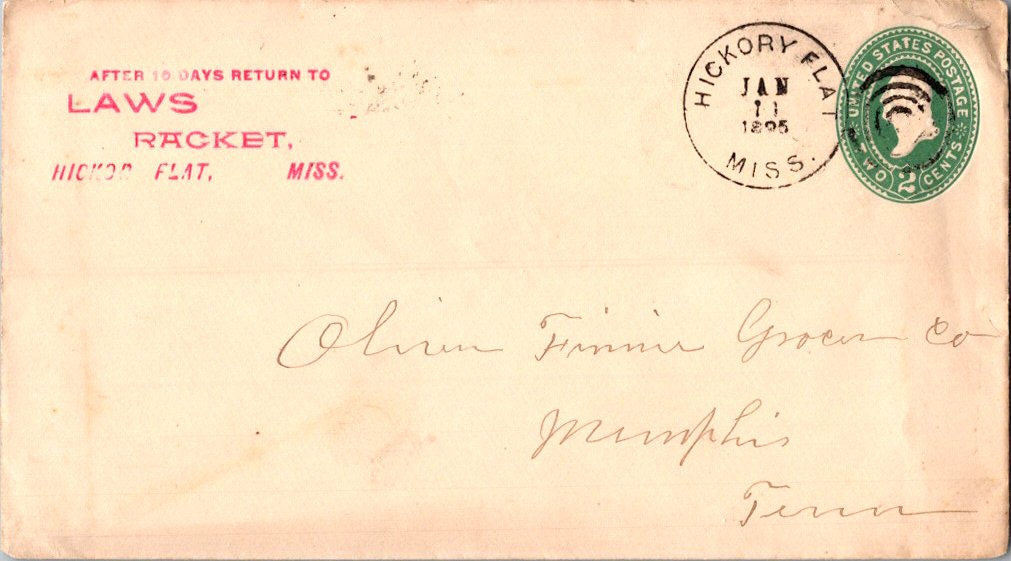 AFTER 10 DAYS RETURN TO
LAWS
RACKET,
HICKOR FLAT, MISS.
HICKORY FLAT
JAN
11
1895
MISS.
UNITED STATES POSTAGE
TWO 2 CENTS
Oliver Finnie Grocer Co
Memphis
Tenn